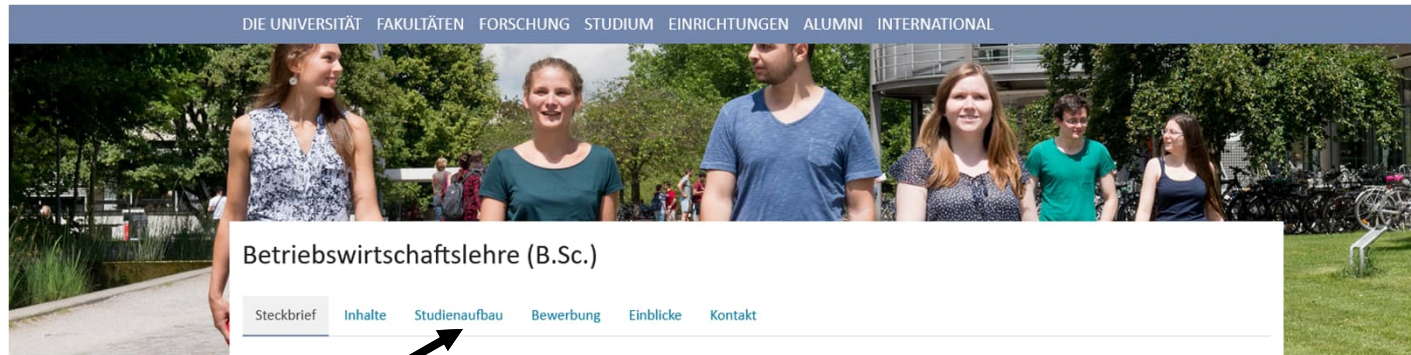 DIE UNIVERSITÄT FAKULTÄTEN FORSCHUNG STUDIUM EINRICHTUNGEN ALUMNI INTERNATIONAL
Betriebswirtschaftslehre (B.Sc.)
Steckbrief Inhalte Studienaufbau Bewerbung Einblicke Kontakt